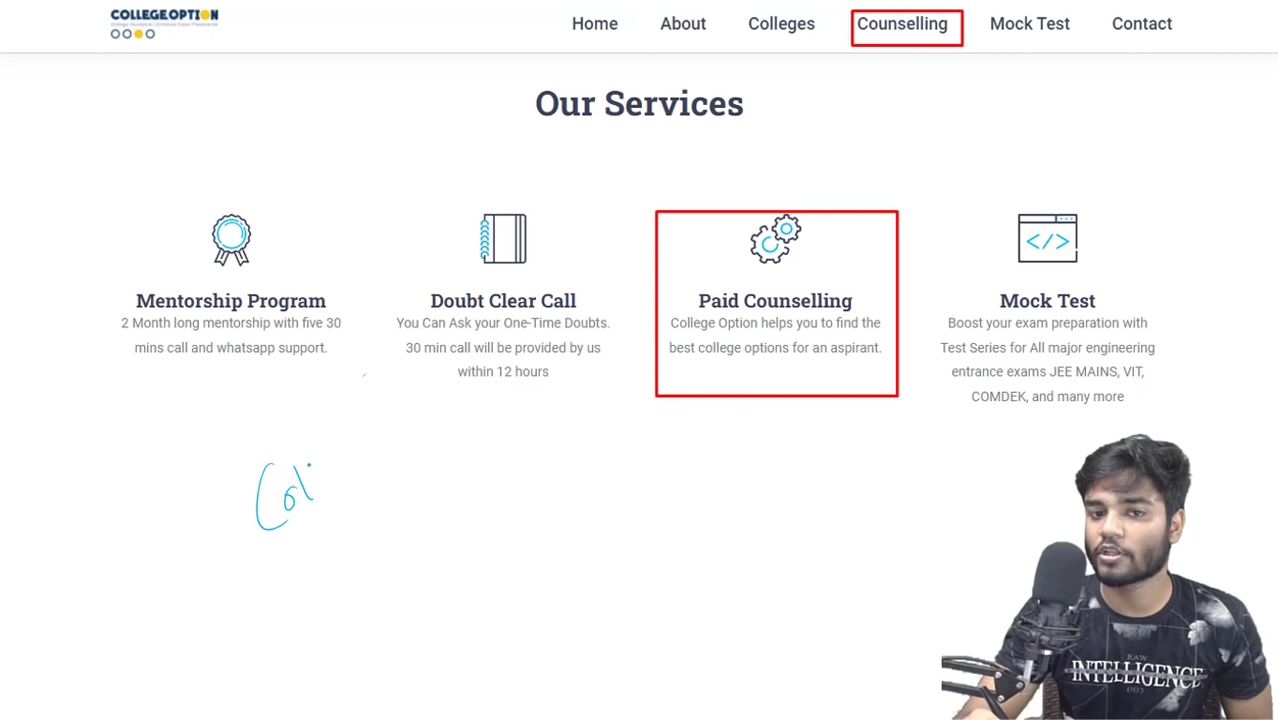 COLLEGEOPTION
Home About Colleges Counselling Mock Test Contact
Our Services
Mentorship Program
2 Month long mentorship with five 30
mins call and whatsapp support.
Doubt Clear Call
You Can Ask your One-Time Doubts.
30 min call will be provided by us
within 12 hours
Paid Counselling
College Option helps you to find the
best college options for an aspirant.
Mock Test
Boost your exam preparation with
Test Series for All major engineering
entrance exams JEE MAINS, VIT,
COMDEK, and many more
Col
RAW
INTELLIGENCE
007